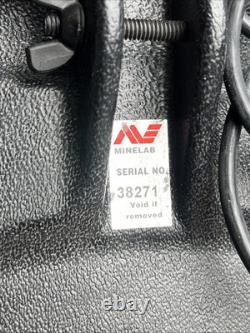 MINELAB
SERIAL NO.
38271
Void if
removed